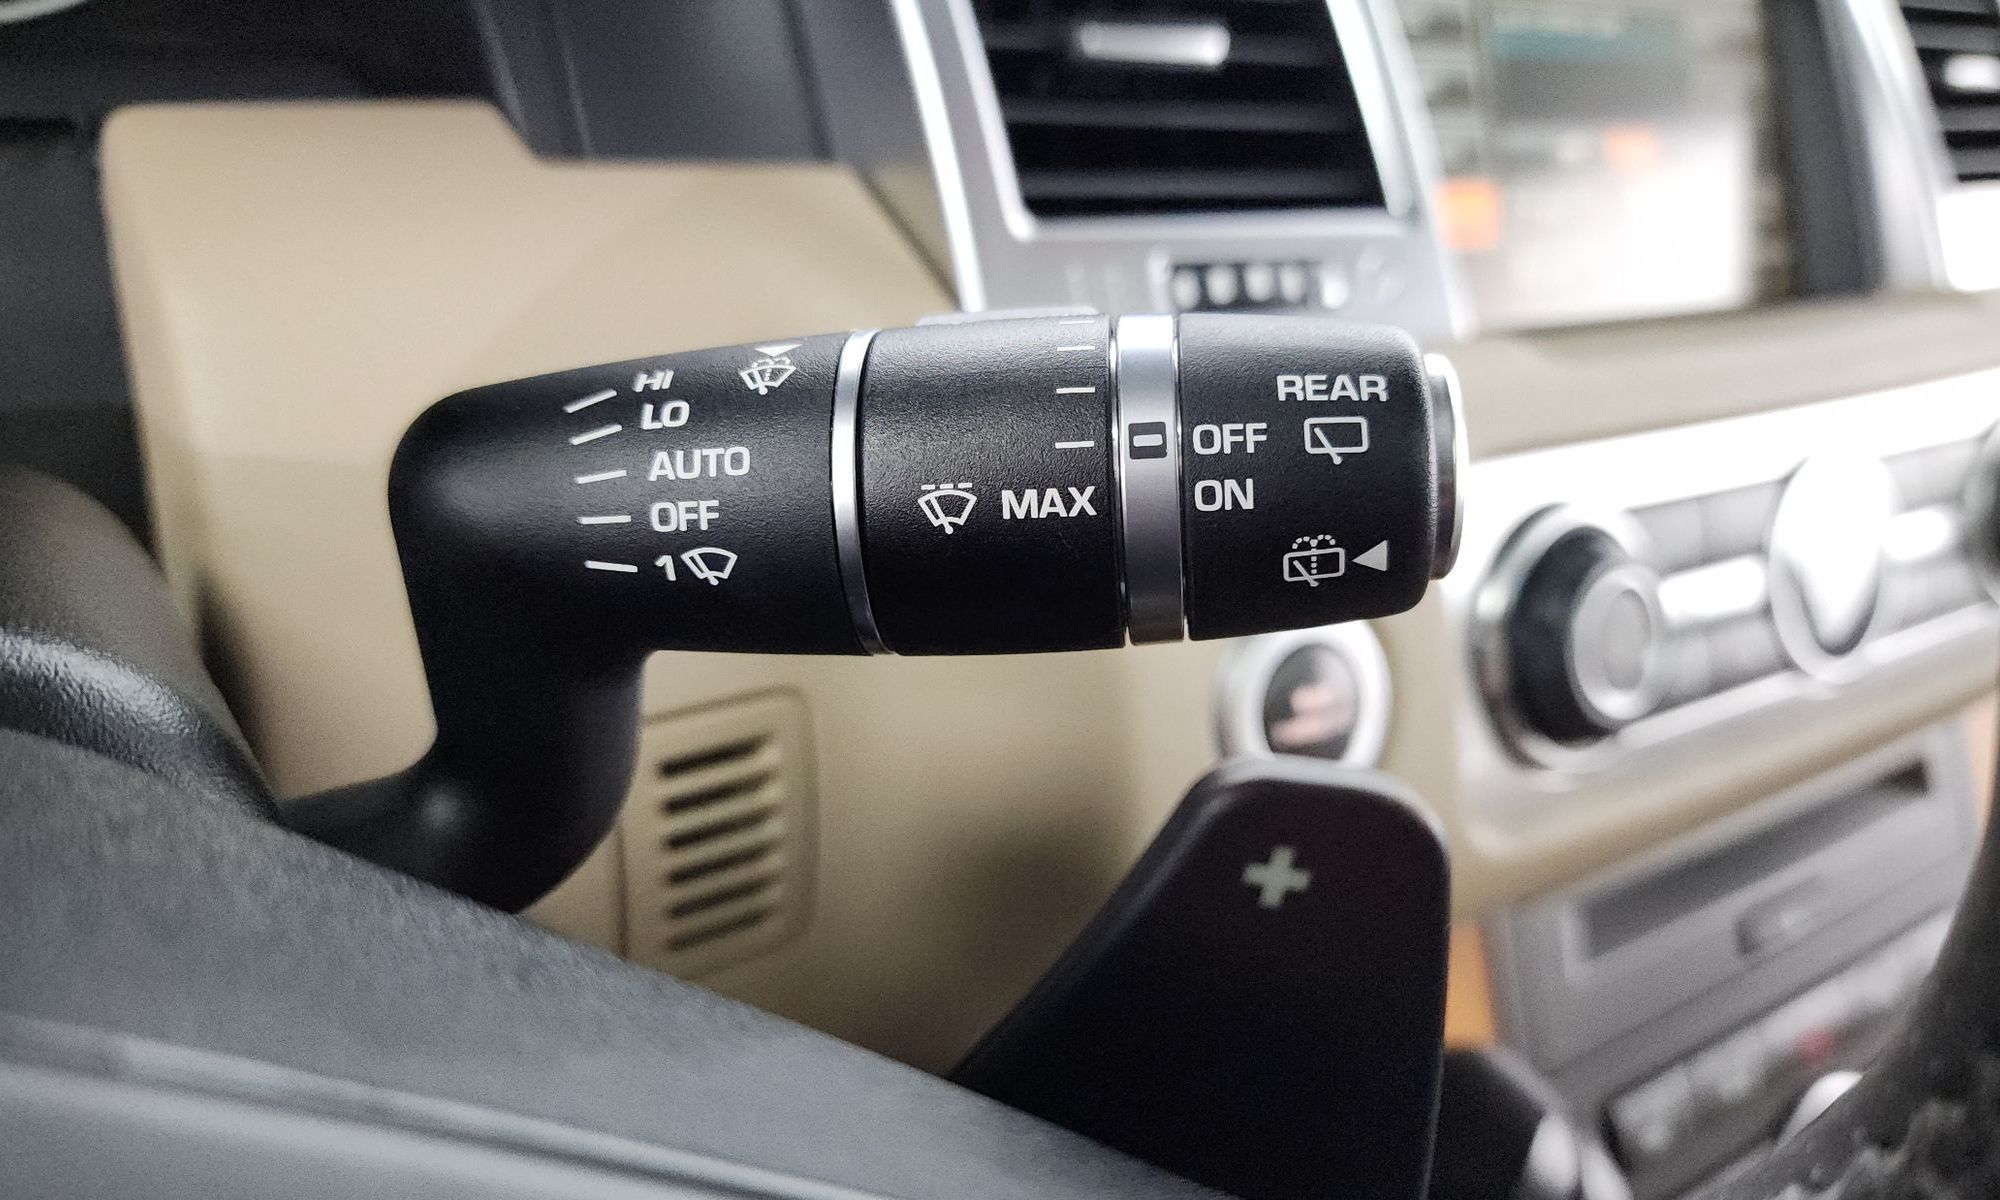 HI
LO
AUTO
OFF
1
MAX
REAR
OFF
ON
+